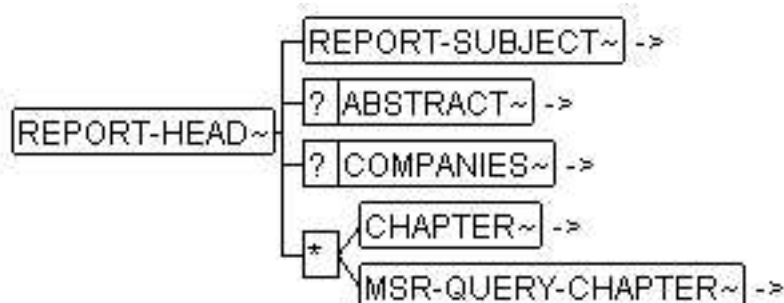 REPORT-SUBJECT~ ->
? ABSTRACT~ ->
REPORT-HEAD~
? COMPANIES~ ->
CHAPTER~ ->
*
MSR-QUERY-CHAPTER~ ->